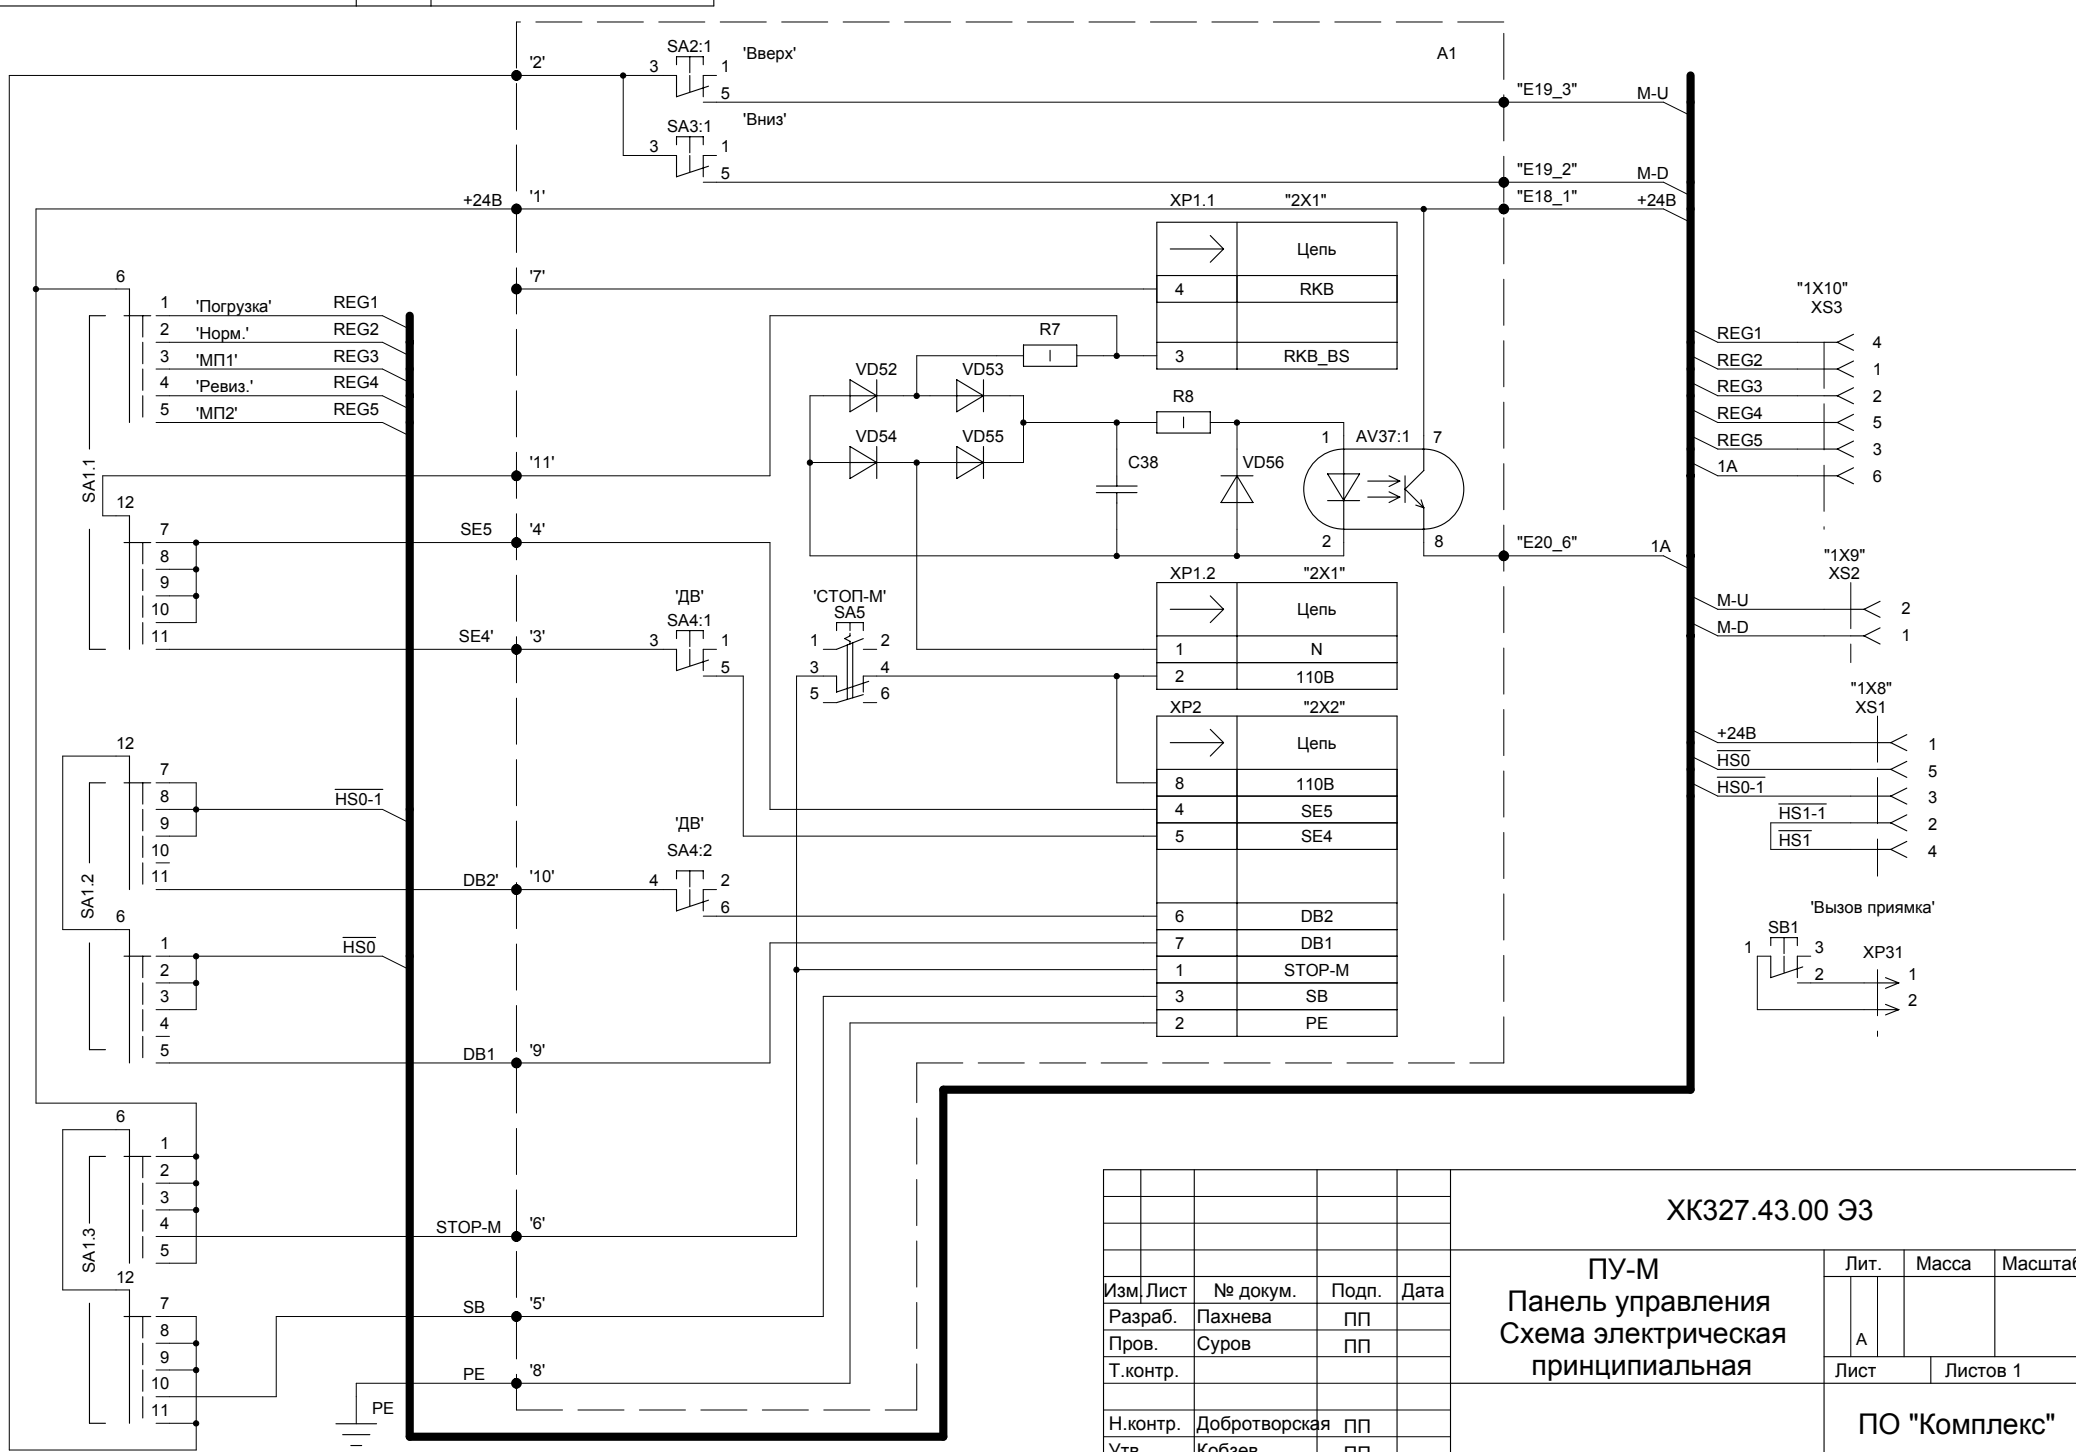 '2'
SA2:1
'Вверх'
3
1
5
A1
"E19_3"
M-U
SA3:1
'Вниз'
3
1
5
"E19_2"
M-D
+24В
'1'
XP1.1
"2X1"
"E18_1"
+24В
Цепь
4
RKB
3
RKB_BS
'7'
6
1
'Погрузка'
REG1
2
'Норм.'
REG2
3
'МП1'
REG3
4
'Ревиз.'
REG4
5
'МП2'
REG5
SA1.1
R7
VD52
VD53
VD54
VD55
R8
C38
VD56
1
AV37:1
7
2
8
"1X10"
XS3
REG1
4
REG2
1
REG3
2
REG4
5
REG5
3
1A
6
'11'
12
7
8
9
10
11
SE5
'4'
SE4'
'3'
"E20_6"
1A
'ДВ'
SA4:1
3
1
5
'СТОП-М'
SA5
1
2
3
4
5
6
XP1.2
"2X1"
Цепь
1
N
2
110В
XP2
"2X2"
Цепь
8
110В
4
SE5
5
SE4
6
DB2
7
DB1
1
STOP-M
3
SB
2
PE
"1X9"
XS2
M-U
2
M-D
1
"1X8"
XS1
+24В
1
HS0
5
HS0-1
3
HS1-1
2
HS1
4
'Вызов приямка'
SB1
1
3
2
XP31
1
2
12
7
8
9
10
11
HS0-1
SA1.2
DB2'
'10'
'ДВ'
SA4:2
4
2
6
6
1
2
3
4
5
HS0
DB1
'9'
6
1
2
3
4
5
SA1.3
STOP-M
'6'
12
7
8
9
10
11
SB
'5'
PE
'8'
PE
ХК327.43.00 Э3
ПУ-М
Панель управления
Схема электрическая
принципиальная
Лит.
Масса
Масштаб
А
Лист
Листов 1
ПО "Комплекс"
Изм.
Лист
№ докум.
Подп.
Дата
Разраб.
Пахнева
ПП
Пров.
Суров
ПП
Т.контр.
Н.контр.
Добротворская
ПП
Утв.
Кобзев
ПП